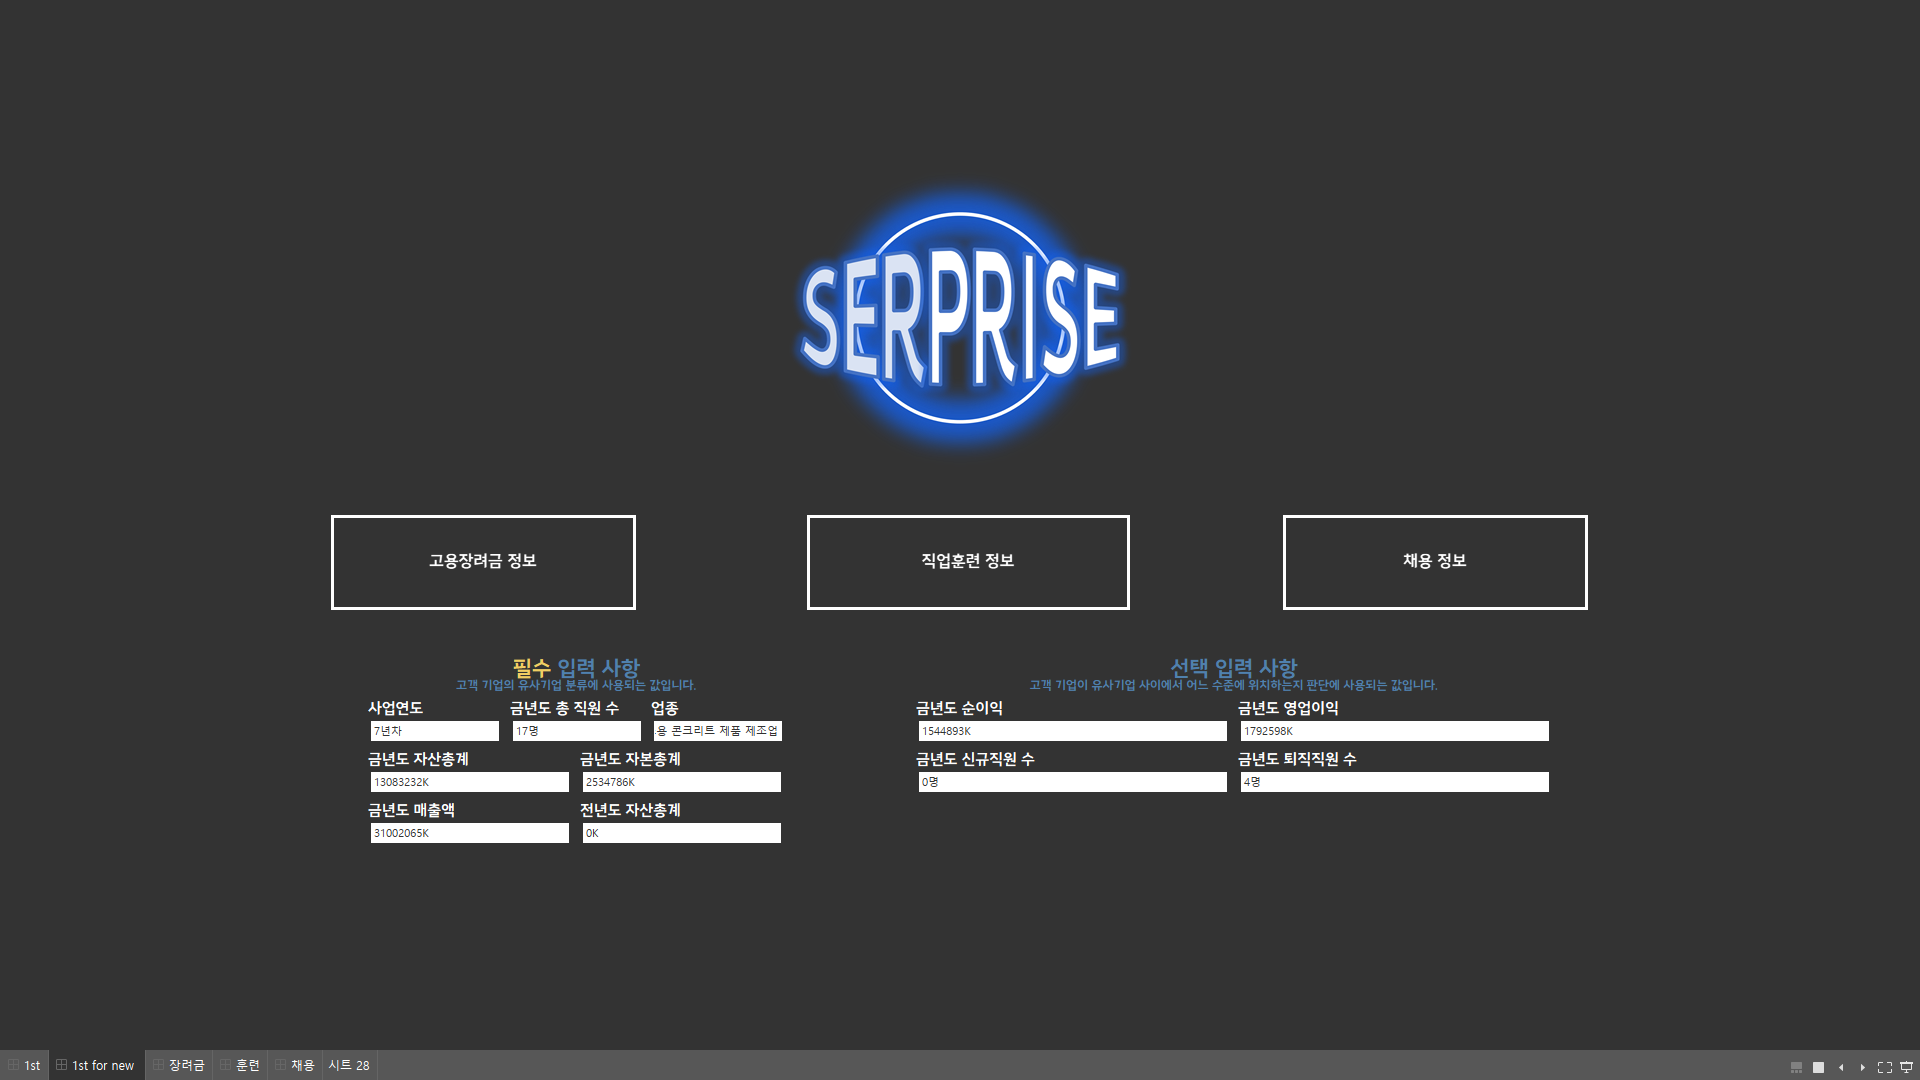 SERPRISE
고용장려금 정보
직업훈련 정보
채용 정보
필수 입력 사항
고객 기업의 유사기업 분류에 사용되는 값입니다.
사업연도 금년도 총 직원 수 업종
7년차 17명 용 콘크리트 제품 제조업
금년도 자산총계 금년도 자본총계
13083232K 2534786K
금년도 매출액 전년도 자산총계
31002065K 0K
선택 입력 사항
고객 기업이 유사기업 사이에서 어느 수준에 위치하는지 판단에 사용되는 값입니다.
금년도 순이익 금년도 영업이익
1544893K 1792598K
금년도 신규직원 수 금년도 퇴직직원 수
0명 4명
1st 1st for new 장려금 훈련 채용 시트 28